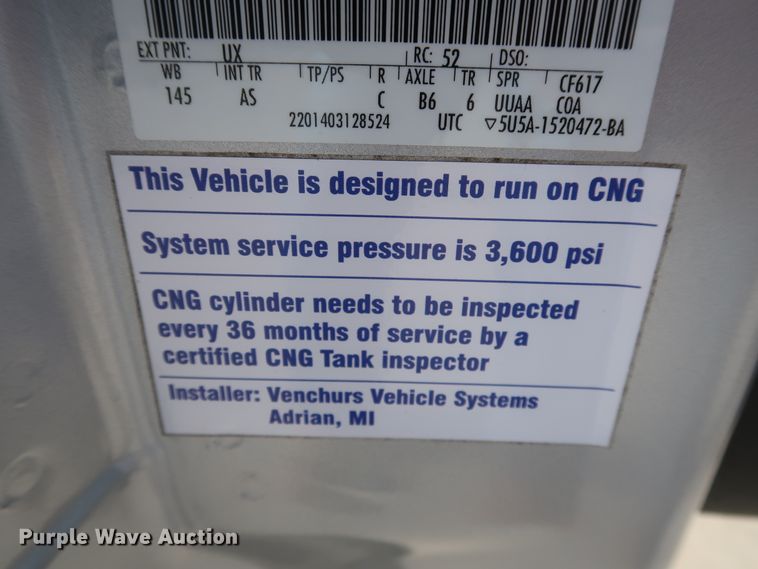 EXT PNT: UX RC: 52 DSO:
WB INT TR TP/PS R AXLE TR SPR CF617
145 AS C B6 6 UUAA COA
2201403128524 UTC ▽5U5A-1520472-BA
This Vehicle is designed to run on CNG
System service pressure is 3,600 psi
CNG cylinder needs to be inspected
every 36 months of service by a
certified CNG Tank inspector
Installer: Venchurs Vehicle Systems
Adrian, MI
Purple Wave Auction